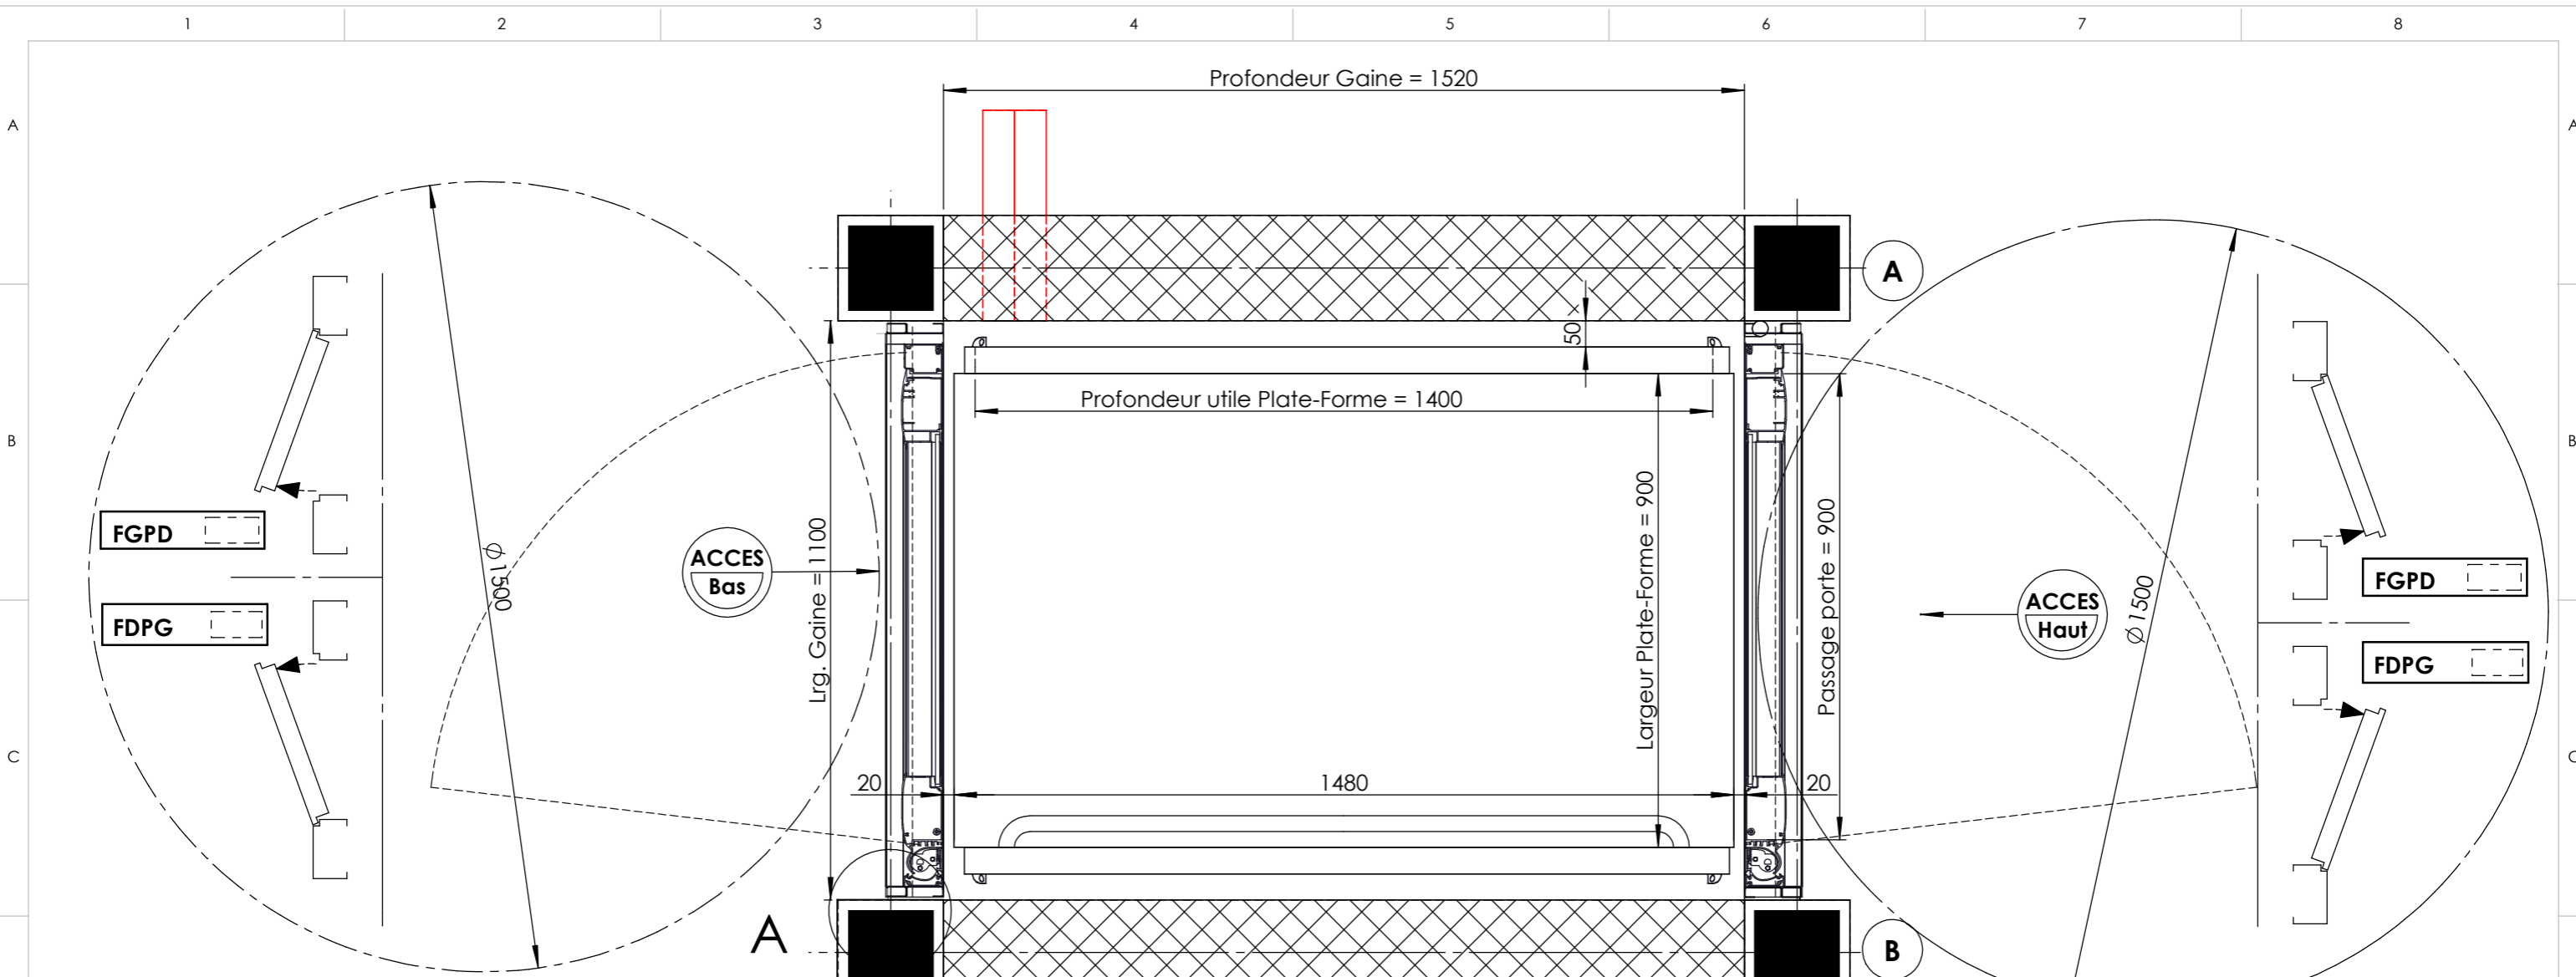 1 2 3 4 5 6 7 8
Profondeur Gaine = 1520
A A
A
50
Profondeur utile Plate-Forme = 1400
B B
Largeur Plate-Forme = 900
Passage porte = 900
Lrg. Gaine = 1100
FGPD
ACCES
Bas
FGPD
∅ 1500
ACCES
Haut
∅ 1500
FDPG
FDPG
C C
20 1480 20
A
B